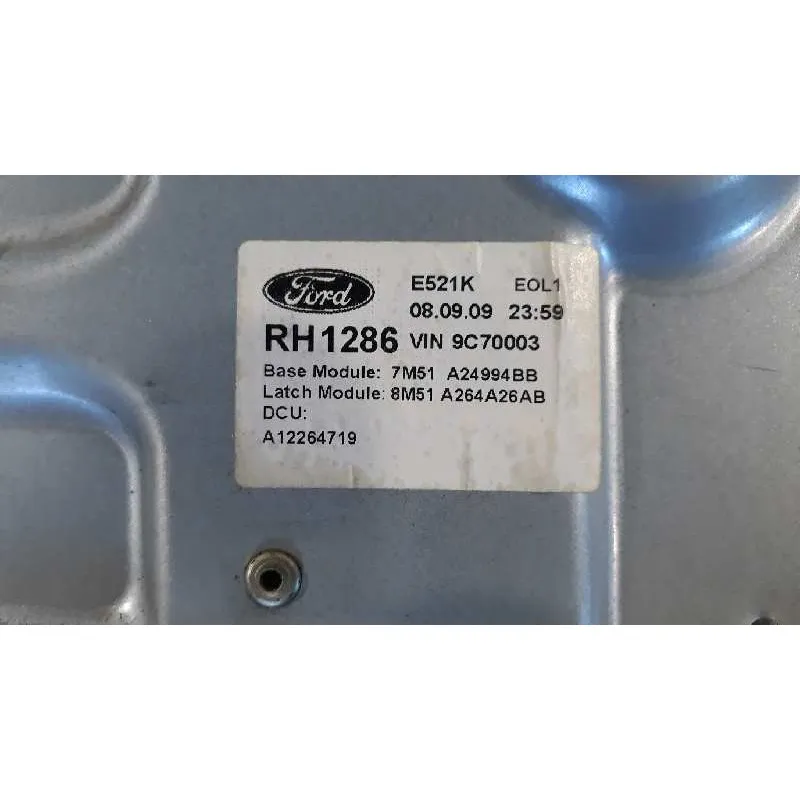 Ford
E521K EOL1
08.09.09 23:59
RH1286 VIN 9C70003
Base Module: 7M51 A24994BB
Latch Module: 8M51 A264A26AB
DCU:
A12264719